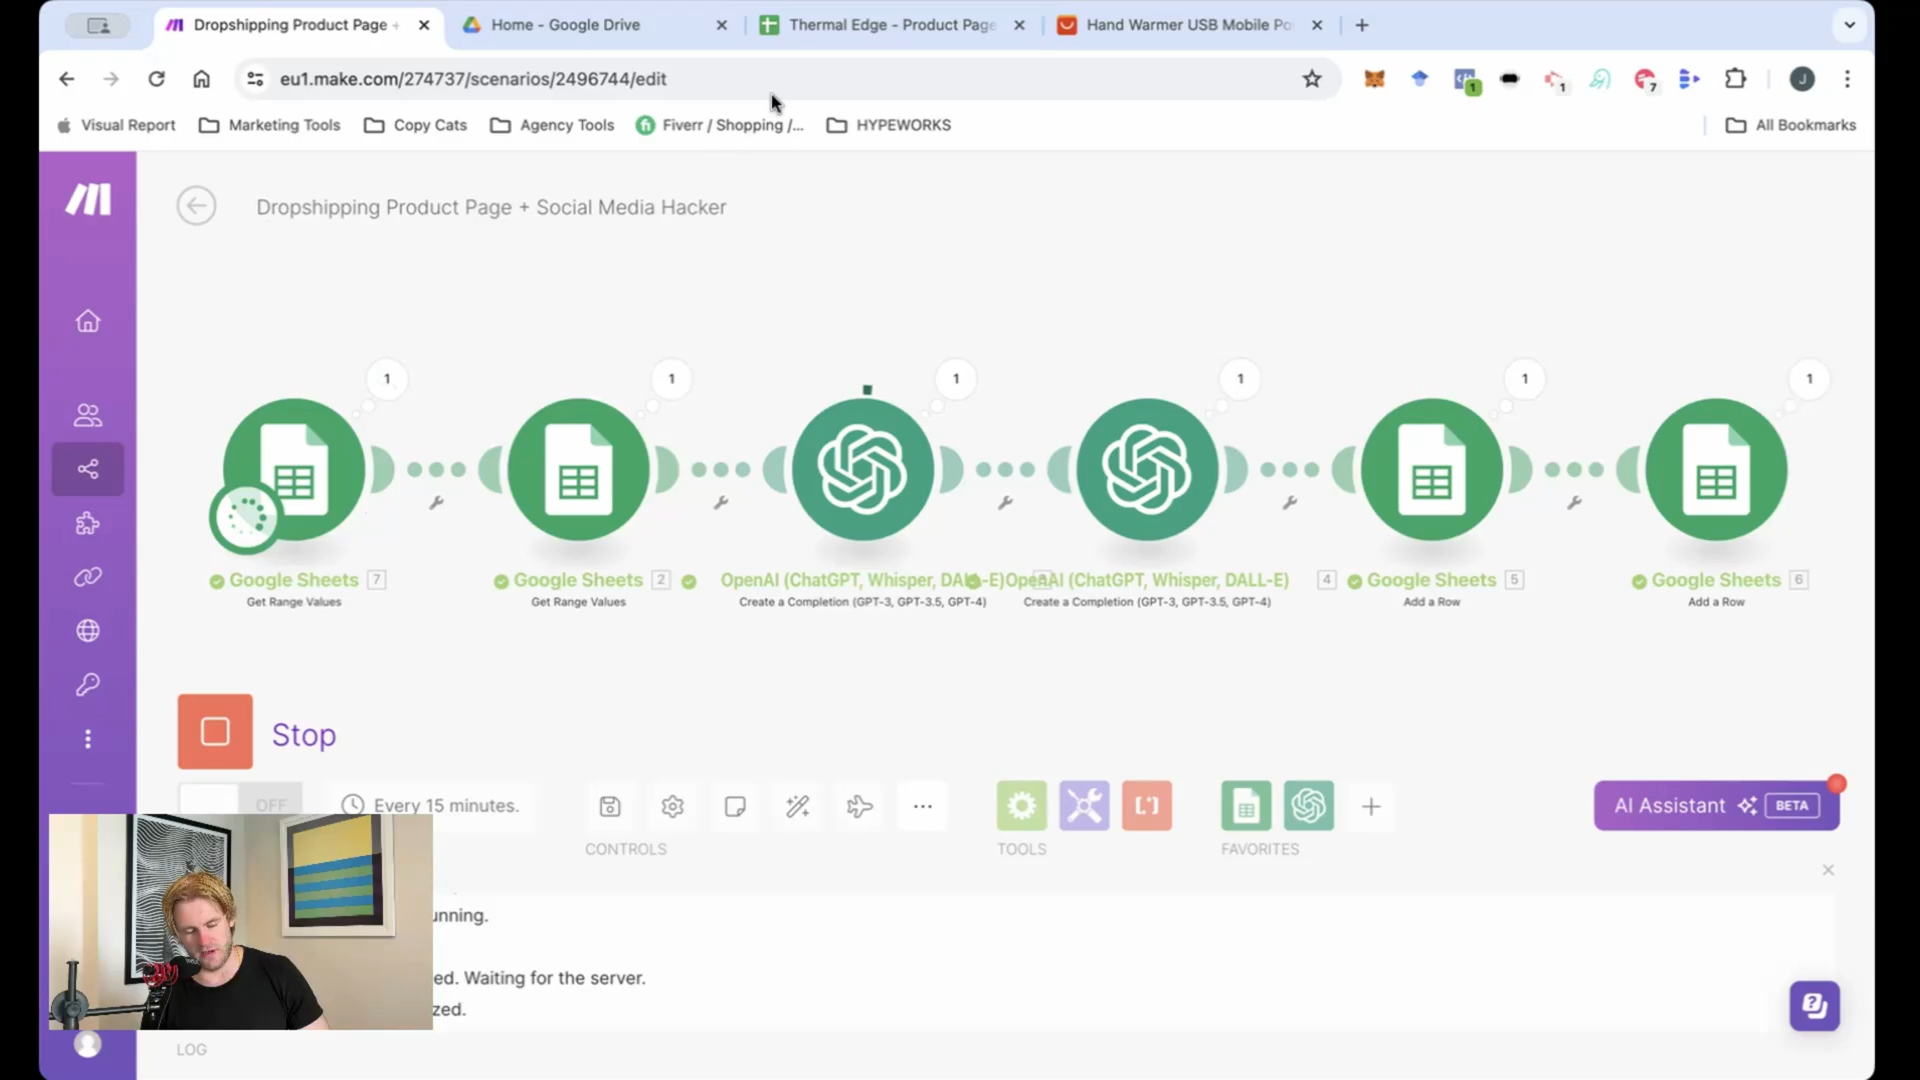 Dropshipping Product Page +
Home - Google Drive
Thermal Edge - Product Page
Hand Warmer USB Mobile Po
eu1.make.com/274737/scenarios/2496744/edit
1
1
7
J
Visual Report
Marketing Tools
Copy Cats
Agency Tools
Fiverr / Shopping /...
HYPEWORKS
All Bookmarks
Dropshipping Product Page + Social Media Hacker
1
1
1
1
1
1
Google Sheets 7
Get Range Values
Google Sheets 2
Get Range Values
OpenAI (ChatGPT, Whisper, DALL-E)
Create a Completion (GPT-3, GPT-3.5, GPT-4)
OpenAI (ChatGPT, Whisper, DALL-E) 4
Create a Completion (GPT-3, GPT-3.5, GPT-4)
Google Sheets 5
Add a Row
Google Sheets 6
Add a Row
Stop
OFF
Every 15 minutes.
CONTROLS
TOOLS
FAVORITES
AI Assistant BETA
unning.
ed. Waiting for the server.
zed.
LOG